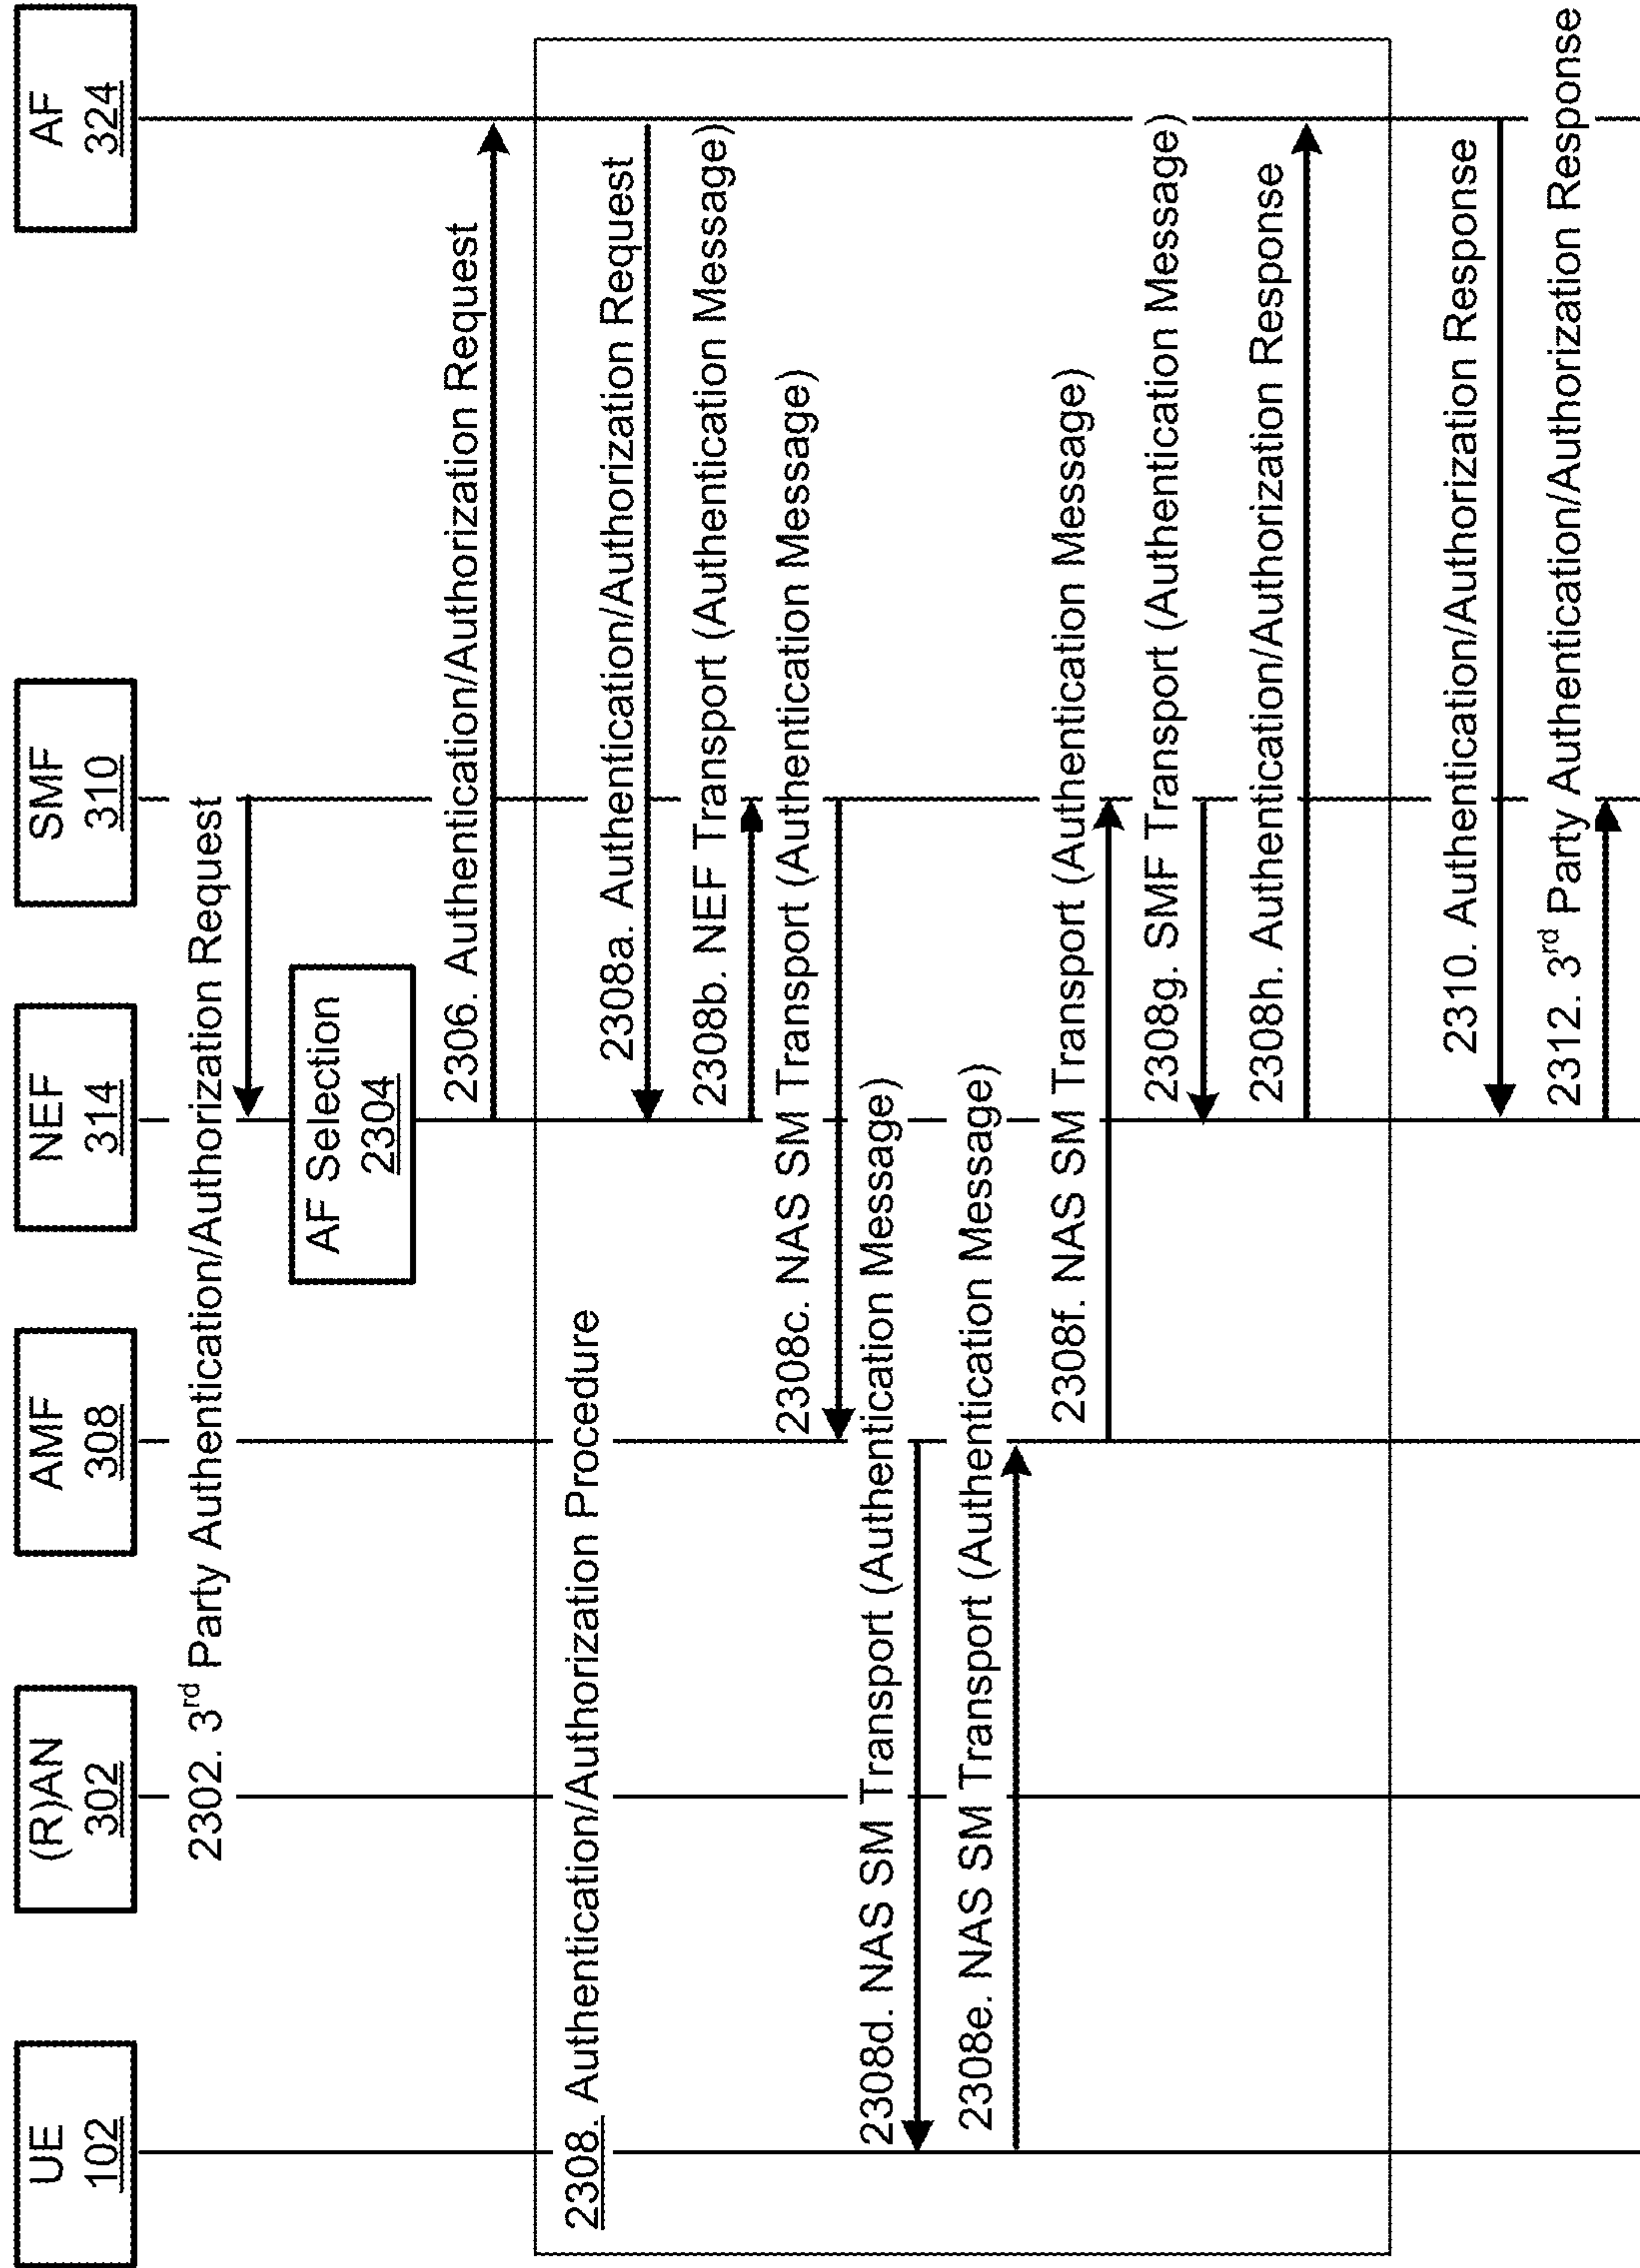 UE
102
(R)AN
302
AMF
308
NEF
314
SMF
310
AF
324
2302. 3rd Party Authentication/Authorization Request
AF Selection
2304
2306. Authentication/Authorization Request
2308. Authentication/Authorization Procedure
2308a. Authentication/Authorization Request
2308b. NEF Transport (Authentication Message)
2308c. NAS SM Transport (Authentication Message)
2308d. NAS SM Transport (Authentication Message)
2308e. NAS SM Transport (Authentication Message)
2308f. NAS SM Transport (Authentication Message)
2308g. SMF Transport (Authentication Message)
2308h. Authentication/Authorization Response
2310. Authentication/Authorization Response
2312. 3rd Party Authentication/Authorization Response